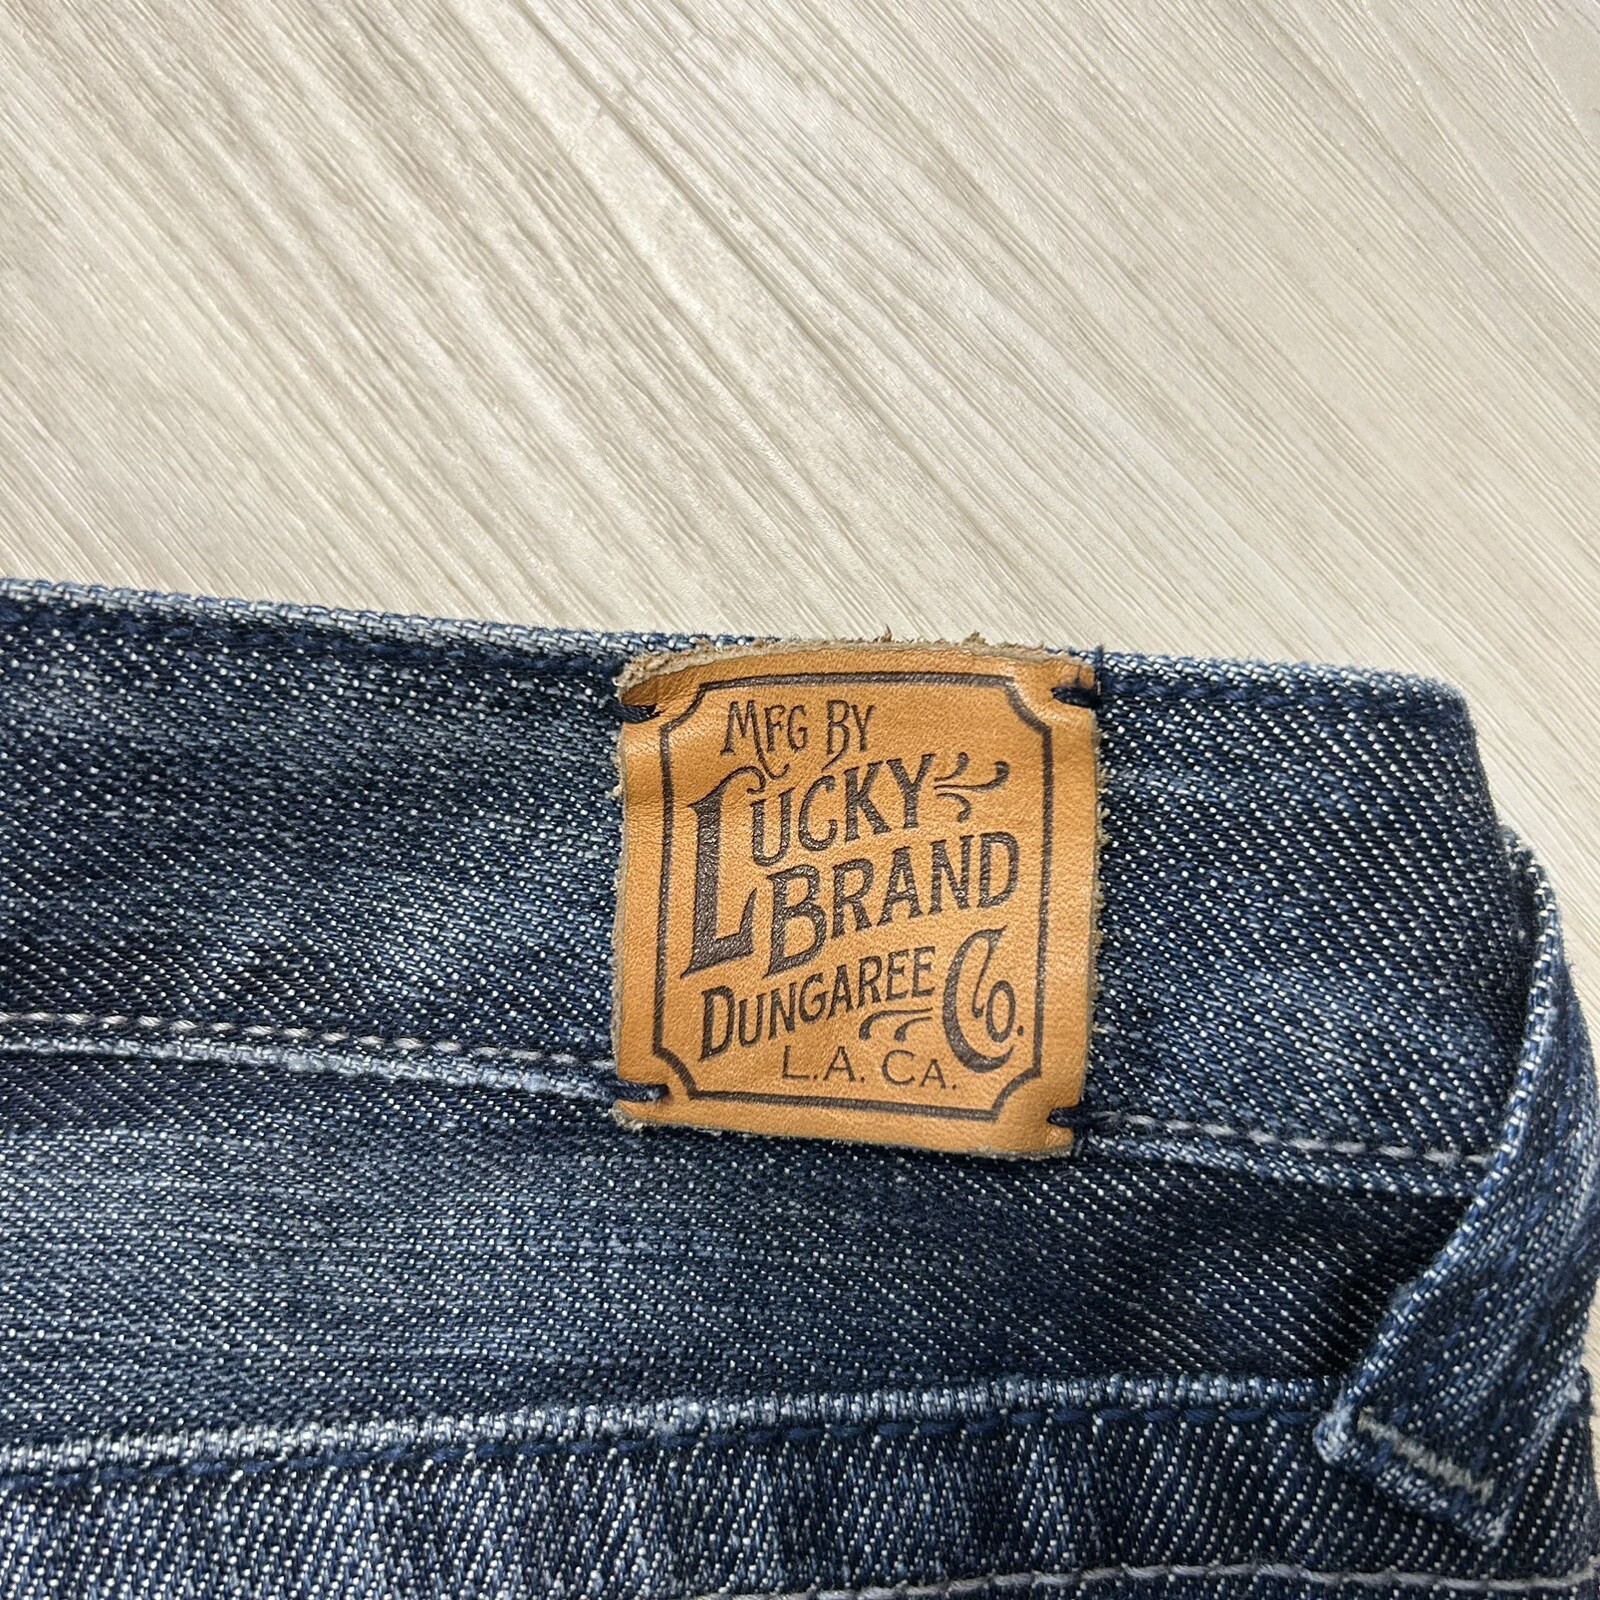 MFG BY
LUCKY
BRAND
DUNGAREE CO.
L.A. CA.